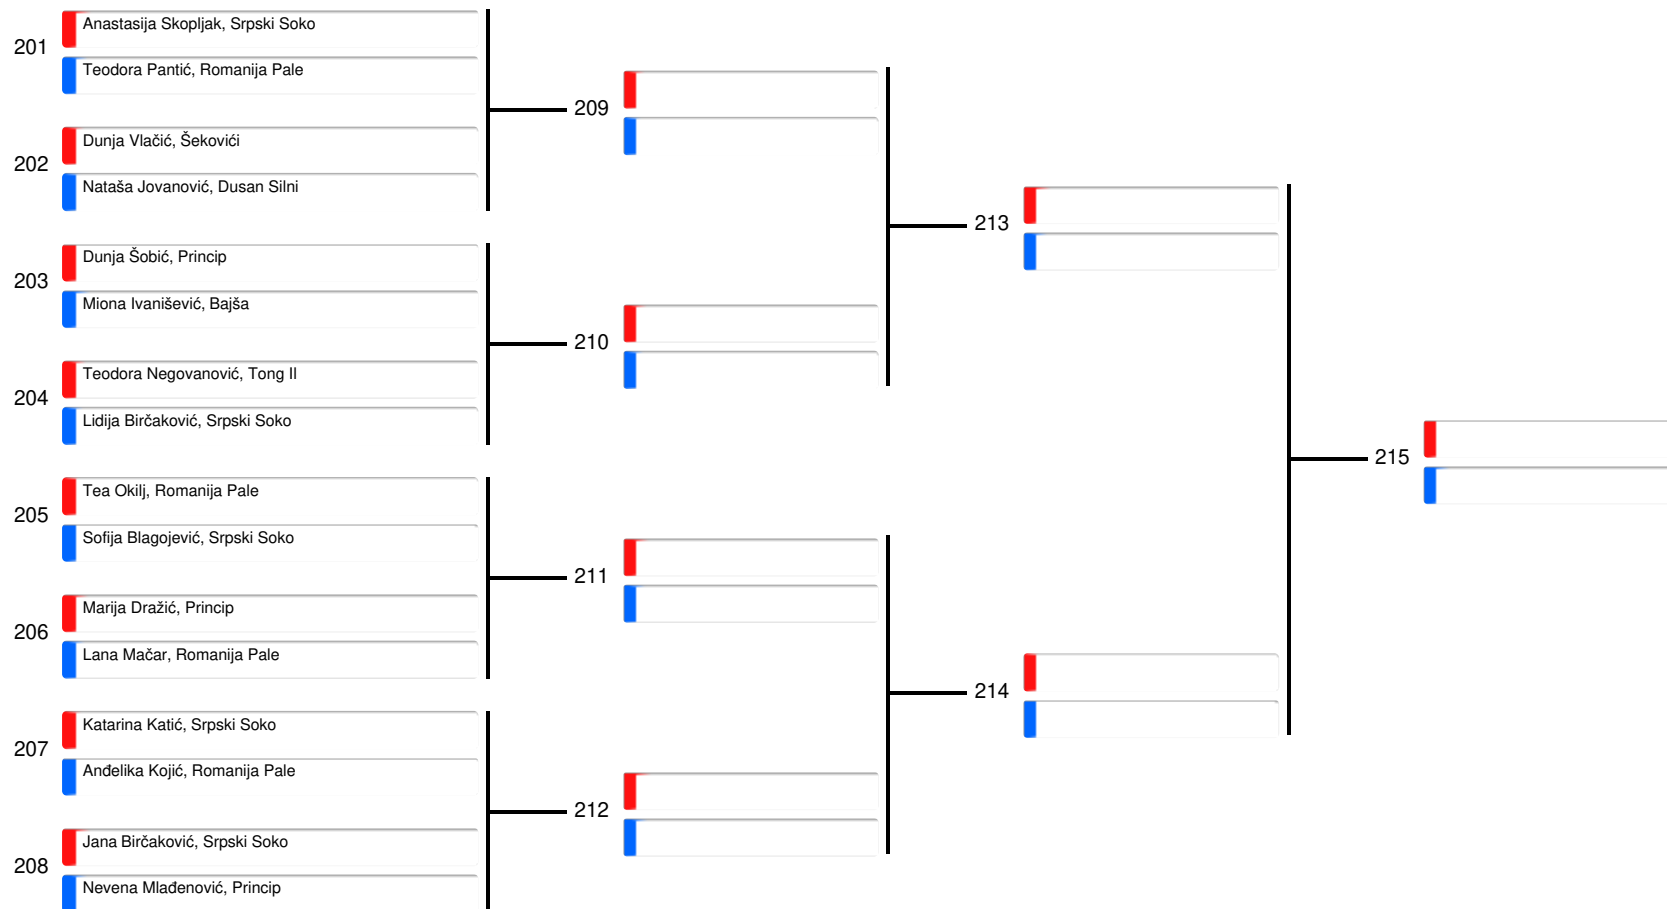 201
Anastasija Skopljak, Srpski Soko
Teodora Pantić, Romanija Pale
202
Dunja Vlačić, Šekovići
Nataša Jovanović, Dusan Silni
203
Dunja Šobić, Princip
Miona Ivanišević, Bajša
204
Teodora Negovanović, Tong Il
Lidija Birčaković, Srpski Soko
205
Tea Okilj, Romanija Pale
Sofija Blagojević, Srpski Soko
206
Marija Dražić, Princip
Lana Mačar, Romanija Pale
207
Katarina Katić, Srpski Soko
Anđelika Kojić, Romanija Pale
208
Jana Birčaković, Srpski Soko
Nevena Mlađenović, Princip
209
210
211
212
213
214
215